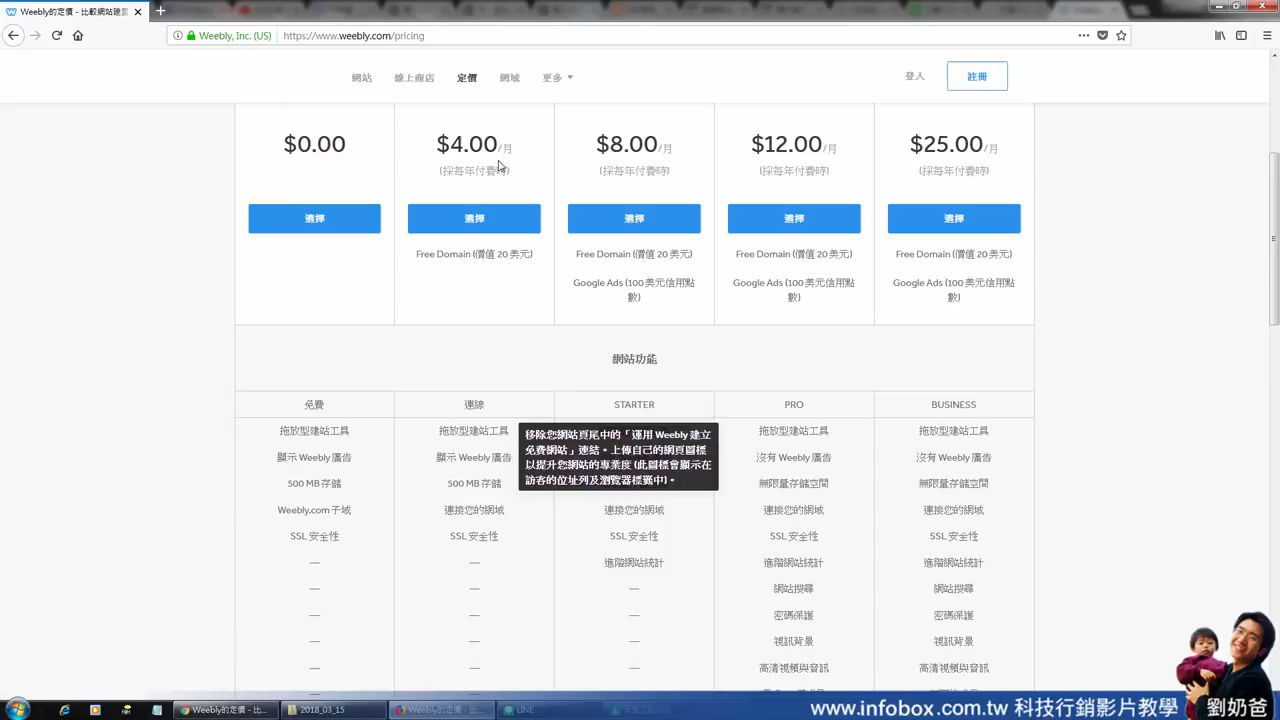 Weebly的定價 - 比較網站建置
Weebly, Inc. (US)
https://www.weebly.com/pricing
網站
線上商店
定價
網域
更多
登入
註冊
$0.00
$4.00/月
$8.00/月
$12.00/月
$25.00/月
(採每年付費時)
(採每年付費時)
(採每年付費時)
(採每年付費時)
選擇
選擇
選擇
選擇
選擇
Free Domain (價值 20 美元)
Free Domain (價值 20 美元)
Free Domain (價值 20 美元)
Free Domain (價值 20 美元)
Google Ads (100 美元信用點
數)
Google Ads (100 美元信用點
數)
Google Ads (100 美元信用點
數)
網站功能
免費
連線
STARTER
PRO
BUSINESS
拖放型建站工具
拖放型建站工具
拖放型建站工具
拖放型建站工具
移除您網站頁尾中的「運用 Weebly 建立
免費網站」連結。上傳自己的網頁圖標
以提升您網站的專業度 (此圖標會顯示在
訪客的位址列及瀏覽器標籤中)。
顯示 Weebly 廣告
顯示 Weebly 廣告
沒有 Weebly 廣告
沒有 Weebly 廣告
500 MB 存儲
500 MB 存儲
無限量存儲空間
無限量存儲空間
Weebly.com 子域
連接您的網域
連接您的網域
連接您的網域
連接您的網域
SSL 安全性
SSL 安全性
SSL 安全性
SSL 安全性
SSL 安全性
—
—
進階網站統計
進階網站統計
進階網站統計
—
—
—
網站搜尋
網站搜尋
—
—
—
密碼保護
密碼保護
—
—
—
視訊背景
視訊背景
—
—
—
高清視頻與音訊
高清視頻與音訊
Weebly的定價 - 比...
2018_03_15
Weebly的定價 - 比...
LINE
www.infobox.com.tw 科技行銷影片教學
劉奶爸